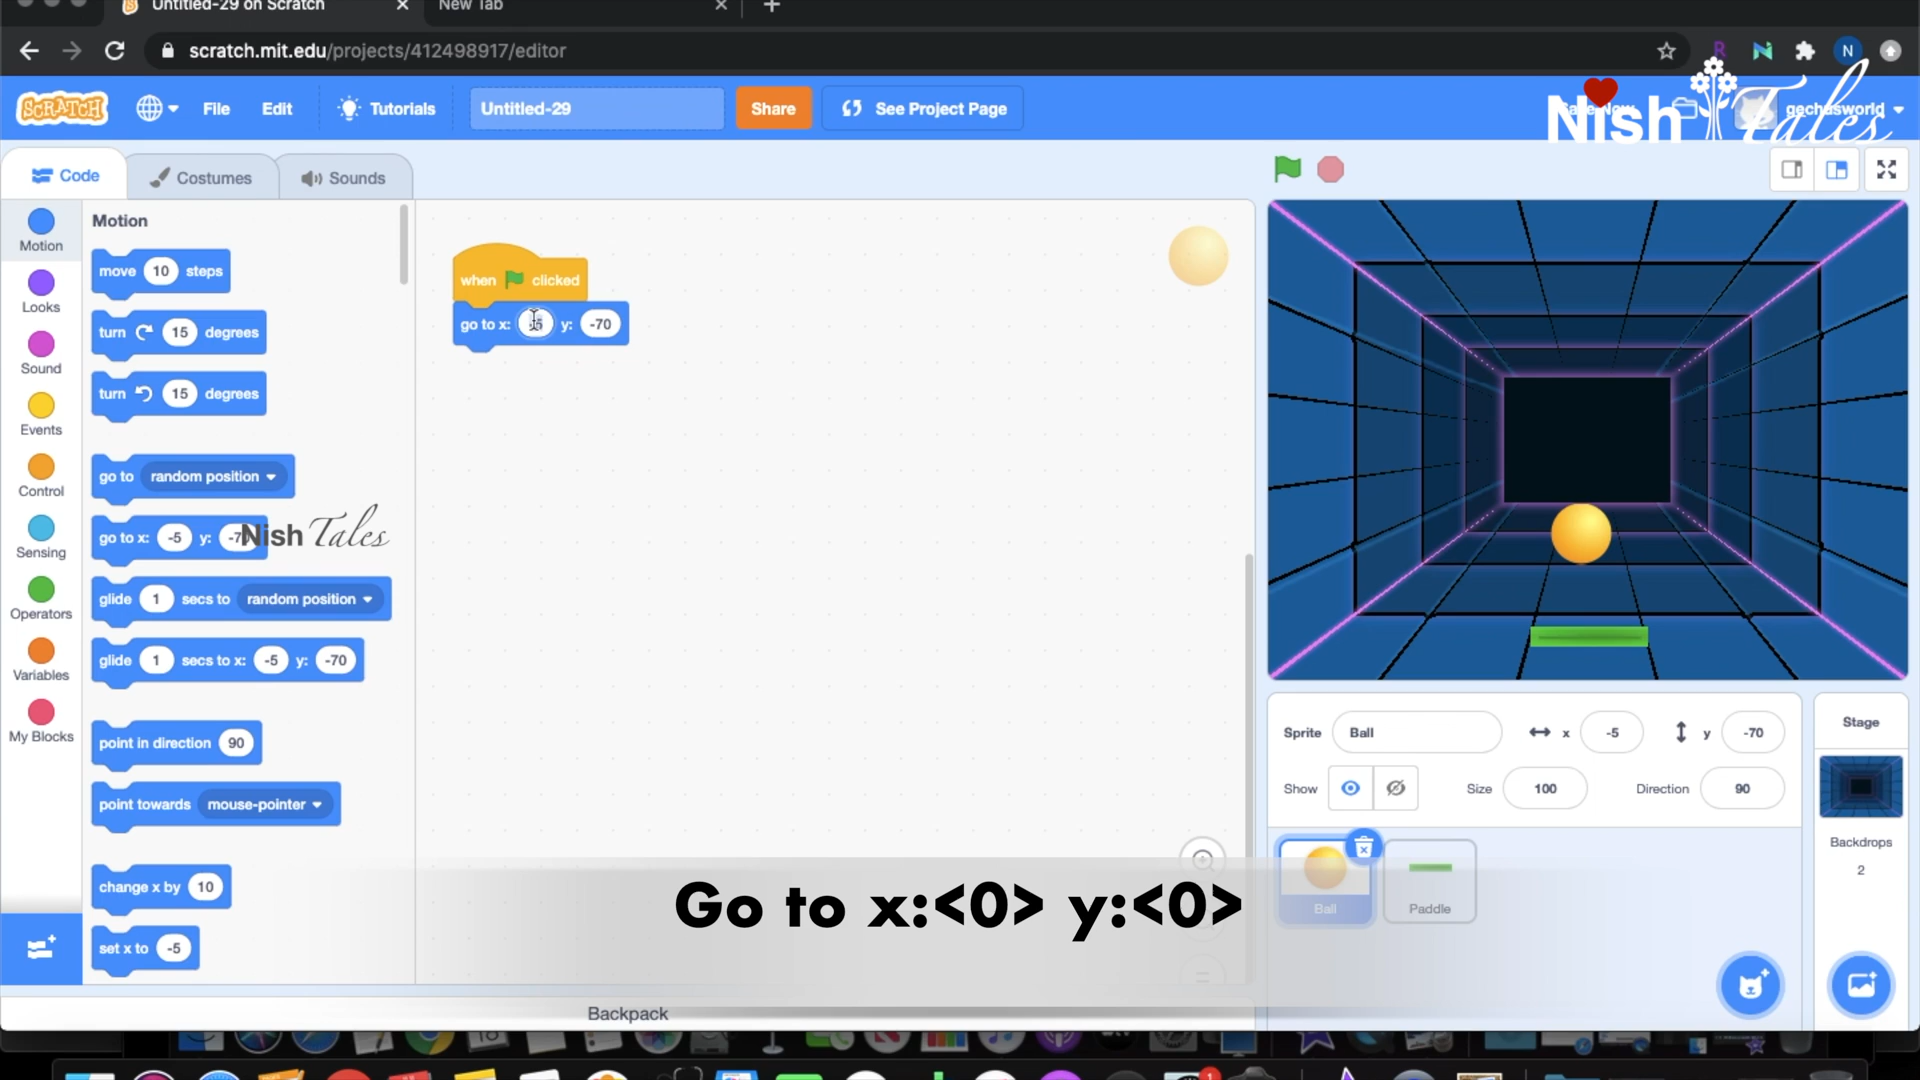 Untitled-29 on Scratch
New Tab
scratch.mit.edu/projects/412498917/editor
R
N
SCRATCH
File
Edit
Tutorials
Untitled-29
Share
See Project Page
gechusworld
Nish Tales
Code
Costumes
Sounds
Motion
Motion
Looks
Sound
Events
Control
Sensing
Operators
Variables
My Blocks
move 10 steps
turn 15 degrees
turn 15 degrees
go to random position
go to x: -5 y:
Nish Tales
glide 1 secs to random position
glide 1 secs to x: -5 y: -70
point in direction 90
point towards mouse-pointer
change x by 10
set x to -5
when clicked
go to x: y: -70
Sprite Ball x -5 y -70
Show Size 100 Direction 90
Ball
Paddle
Stage
Backdrops
2
Go to x:<0> y:<0>
Backpack